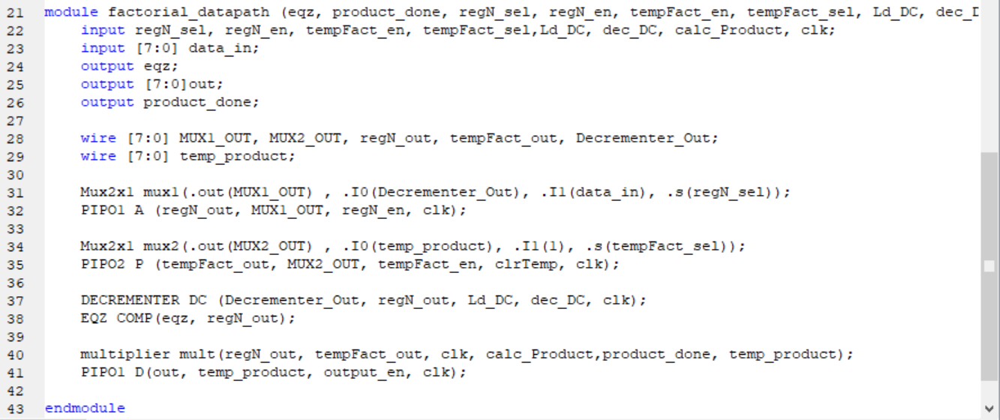 21 module factorial_datapath (eqz, product_done, regN_sel, regN_en, tempFact_en, tempFact_sel, Ld_DC,
22 input regN_sel, regN_en, tempFact_en, tempFact_sel,Ld_DC, dec_DC, calc_Product, clk;
23 input [7:0] data_in;
24 output eqz;
25 output [7:0]out;
26 output product_done;
27
28 wire [7:0] MUX1_OUT, MUX2_OUT, regN_out, tempFact_out, Decrementer_Out;
29 wire [7:0] temp_product;
30
31 Mux2x1 mux1(.out(MUX1_OUT) , .I0(Decrementer_Out), .I1(data_in), .s(regN_sel));
32 PIPO1 A (regN_out, MUX1_OUT, regN_en, clk);
33
34 Mux2x1 mux2(.out(MUX2_OUT) , .I0(temp_product), .I1(1), .s(tempFact_sel));
35 PIPO2 P (tempFact_out, MUX2_OUT, tempFact_en, clrTemp, clk);
36
37 DECREMENTER DC (Decrementer_Out, regN_out, Ld_DC, dec_DC, clk);
38 EQZ COMP(eqz, regN_out);
39
40 multiplier mult(regN_out, tempFact_out, clk, calc_Product,product_done, temp_product);
41 PIPO1 D(out, temp_product, output_en, clk);
42
43 endmodule